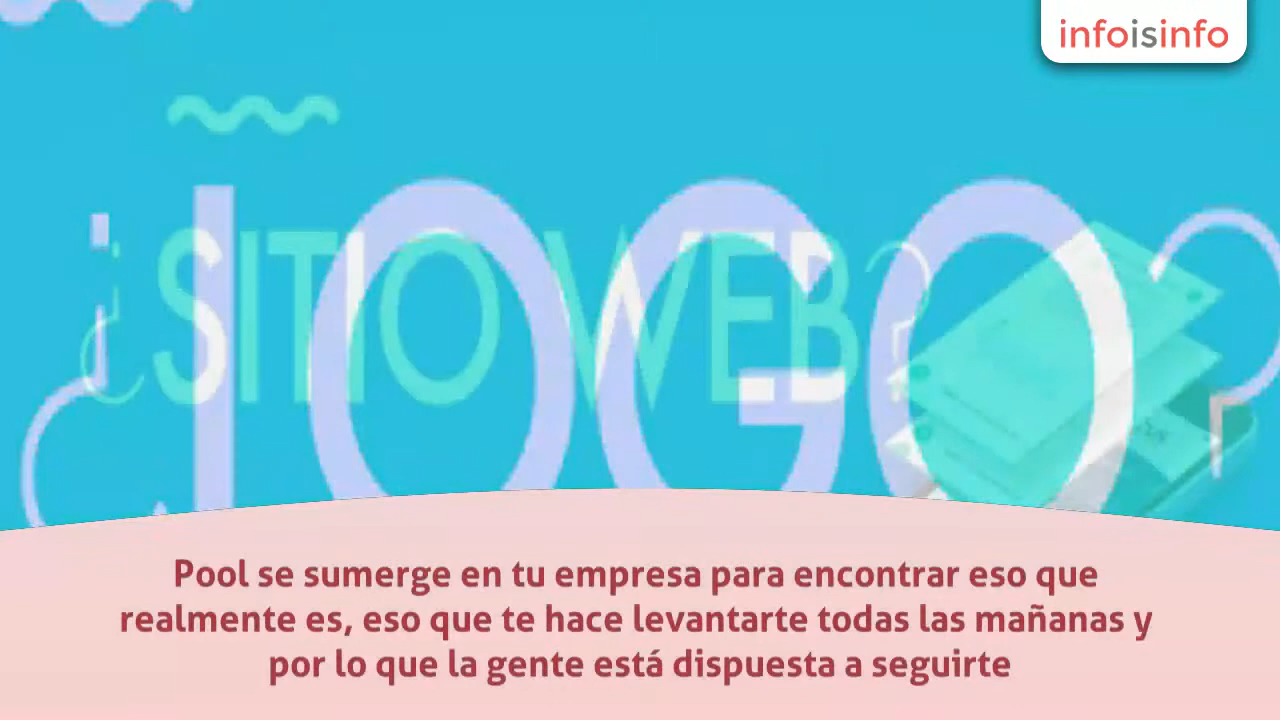 infoisinfo
¿SITIO WEB?
¿LOGO?
Pool se sumerge en tu empresa para encontrar eso que
realmente es, eso que te hace levantarte todas las mañanas y
por lo que la gente está dispuesta a seguirte